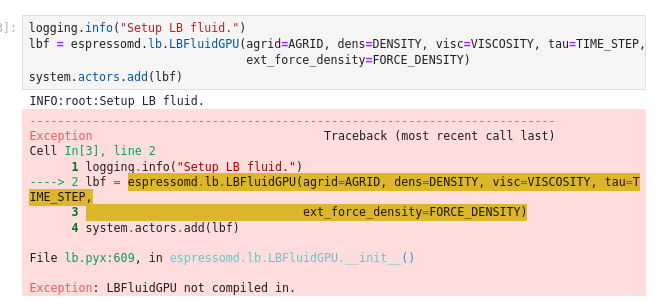 3]:
logging.info("Setup LB fluid.")
lbf = espressomd.lb.LBFluidGPU(agrid=AGRID, dens=DENSITY, visc=VISCOSITY, tau=TIME_STEP,
ext_force_density=FORCE_DENSITY)
system.actors.add(lbf)
INFO:root:Setup LB fluid.
---------------------------------------------------------------------------
Exception                                 Traceback (most recent call last)
Cell In[3], line 2
1 logging.info("Setup LB fluid.")
----> 2 lbf = espressomd.lb.LBFluidGPU(agrid=AGRID, dens=DENSITY, visc=VISCOSITY, tau=T
IME_STEP,
3                                ext_force_density=FORCE_DENSITY)
4 system.actors.add(lbf)
File lb.pyx:609, in espressomd.lb.LBFluidGPU.__init__()
Exception: LBFluidGPU not compiled in.